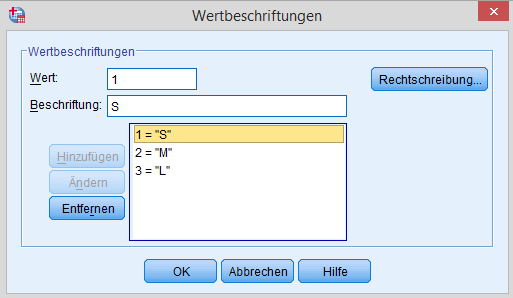 Wertbeschriftungen
Wertbeschriftungen
Wert: 1
Rechtschreibung...
Beschriftung: S
Hinzufügen
Ändern
Entfernen
1 = "S"
2 = "M"
3 = "L"
OK Abbrechen Hilfe